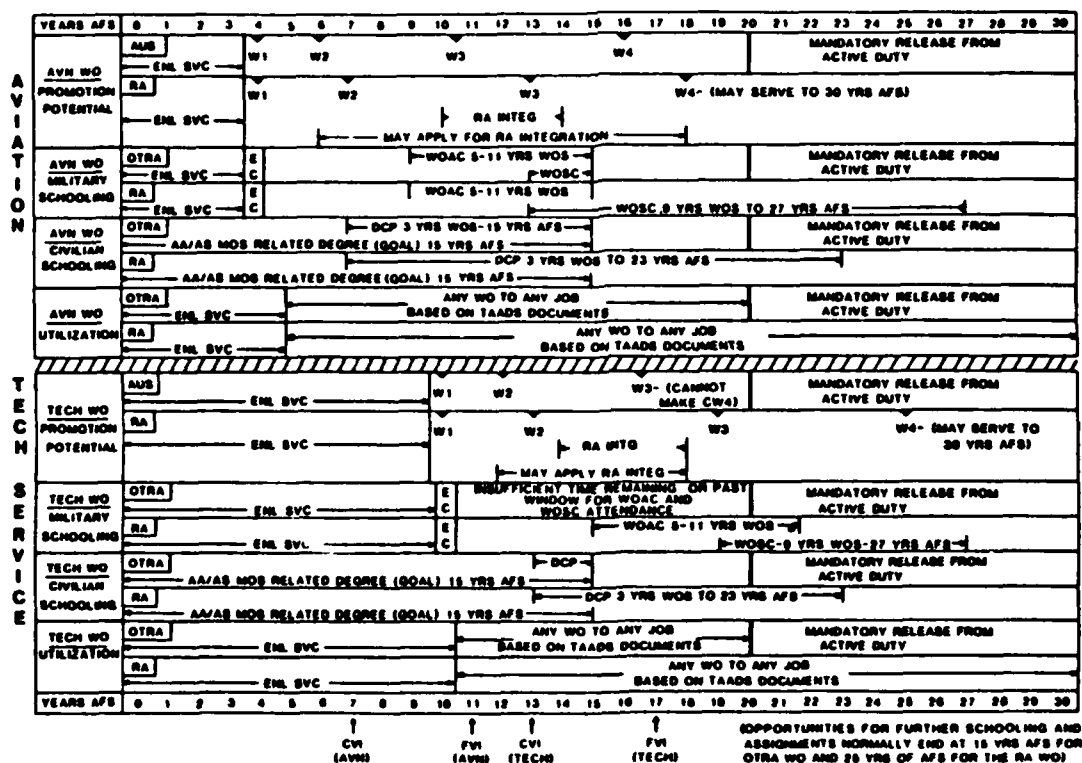 YEARS AFS 0 1 2 3 4 5 6 7 8 9 10 11 12 13 14 15 16 17 18 19 20 21 22 23 24 25 26 27 28 29 30
AVIATION
AVN WO
PROMOTION
POTENTIAL
AUS
ENL SVC
W1 W2 W3 W4
MANDATORY RELEASE FROM
ACTIVE DUTY
RA
ENL SVC
W1 W2 W3 W4- (MAY SERVE TO 30 YRS AFS)
RA INTEG
MAY APPLY FOR RA INTEGRATION
AVN WO
MILITARY
SCHOOLING
OTRA
ENL SVC
E
C
WOAC 5-11 YRS WOS
WOSC
MANDATORY RELEASE FROM
ACTIVE DUTY
RA
ENL SVC
E
C
WOAC 5-11 YRS WOS
WOSC 9 YRS WOS TO 27 YRS AFS
AVN WO
CIVILIAN
SCHOOLING
OTRA
DCP 3 YRS WOS-15 YRS AFS
AA/AS MOS RELATED DEGREE (GOAL) 15 YRS AFS
MANDATORY RELEASE FROM
ACTIVE DUTY
RA
DCP 3 YRS WOS TO 23 YRS AFS
AA/AS MOS RELATED DEGREE (GOAL) 15 YRS AFS
AVN WO
UTILIZATION
OTRA
ENL SVC
ANY WO TO ANY JOB
BASED ON TAADS DOCUMENTS
MANDATORY RELEASE FROM
ACTIVE DUTY
RA
ENL SVC
ANY WO TO ANY JOB
BASED ON TAADS DOCUMENTS
TECH SERVICE
TECH WO
PROMOTION
POTENTIAL
AUS
ENL SVC
W1 W2 W3- (CANNOT
MAKE CW4)
MANDATORY RELEASE FROM
ACTIVE DUTY
RA
ENL SVC
W1 W2 W3 W4- (MAY SERVE TO
30 YRS AFS)
RA INTG
MAY APPLY RA INTEG
TECH WO
MILITARY
SCHOOLING
OTRA
ENL SVC
E
C
INSUFFICIENT TIME REMAINING OR PAST
WINDOW FOR WOAC AND
WOSC ATTENDANCE
MANDATORY RELEASE FROM
ACTIVE DUTY
RA
ENL SVC
E
C
WOAC 5-11 YRS WOS
WOSC-9 YRS WOS-27 YRS AFS
TECH WO
CIVILIAN
SCHOOLING
OTRA
DCP
AA/AS MOS RELATED DEGREE (GOAL) 15 YRS AFS
MANDATORY RELEASE FROM
ACTIVE DUTY
RA
DCP 3 YRS WOS TO 23 YRS AFS
AA/AS MOS RELATED DEGREE (GOAL) 15 YRS AFS
TECH WO
UTILIZATION
OTRA
ENL SVC
ANY WO TO ANY JOB
BASED ON TAADS DOCUMENTS
MANDATORY RELEASE FROM
ACTIVE DUTY
RA
ENL SVC
ANY WO TO ANY JOB
BASED ON TAADS DOCUMENTS
YEARS AFS 0 1 2 3 4 5 6 7 8 9 10 11 12 13 14 15 16 17 18 19 20 21 22 23 24 25 26 27 28 29 30
CVI
(AVN)
FVI
(AVN)
CVI
(TECH)
FVI
(TECH)
(OPPORTUNITIES FOR FURTHER SCHOOLING AND
ASSIGNMENTS NORMALLY END AT 15 YRS AFS FOR
OTRA WO AND 25 YRS OF AFS FOR THE RA WO)